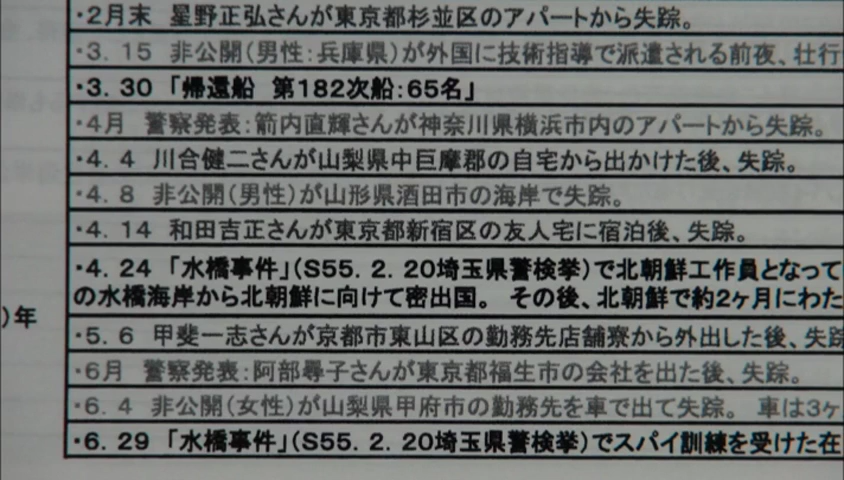 ・2月末 星野正弘さんが東京都杉並区のアパートから失踪。
・3. 15 非公開（男性：兵庫県）が外国に技術指導で派遣される前夜、壮行
・3. 30 「帰還船 第182次船：65名」
・4月 警察発表：箭内直輝さんが神奈川県横浜市内のアパートから失踪。
・4. 4 川合健二さんが山梨県中巨摩郡の自宅から出かけた後、失踪。
・4. 8 非公開（男性）が山形県酒田市の海岸で失踪。
・4. 14 和田吉正さんが東京都新宿区の友人宅に宿泊後、失踪。
・4. 24 「水橋事件」（S55. 2. 20埼玉県警検挙）で北朝鮮工作員となって
の水橋海岸から北朝鮮に向けて密出国。 その後、北朝鮮で約2ヶ月にわた
）年
・5. 6 甲斐一志さんが京都市東山区の勤務先店舗寮から外出した後、失踪
・6月 警察発表：阿部尋子さんが東京都福生市の会社を出た後、失踪。
・6. 4 非公開（女性）が山梨県甲府市の勤務先を車で出て失踪。 車は3ヶ
・6. 29 「水橋事件」（S55. 2. 20埼玉県警検挙）でスパイ訓練を受けた在